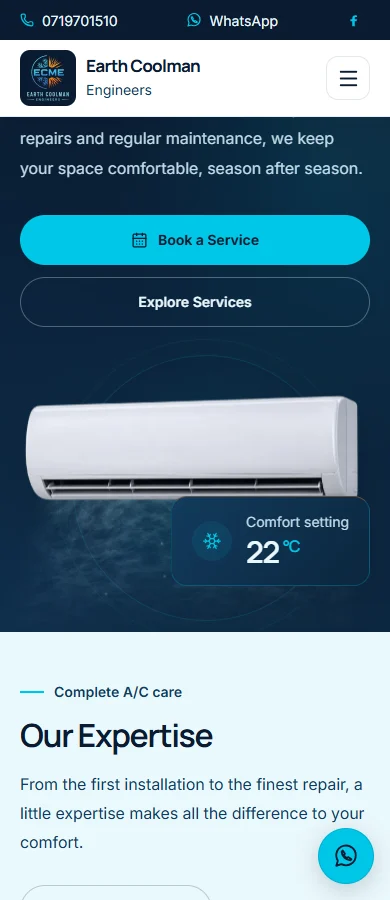 0719701510
WhatsApp
ECME
EARTH COOLMAN
ENGINEERS
Earth Coolman
Engineers
repairs and regular maintenance, we keep
your space comfortable, season after season.
Book a Service
Explore Services
Comfort setting
22 °C
Complete A/C care
Our Expertise
From the first installation to the finest repair, a
little expertise makes all the difference to your
comfort.